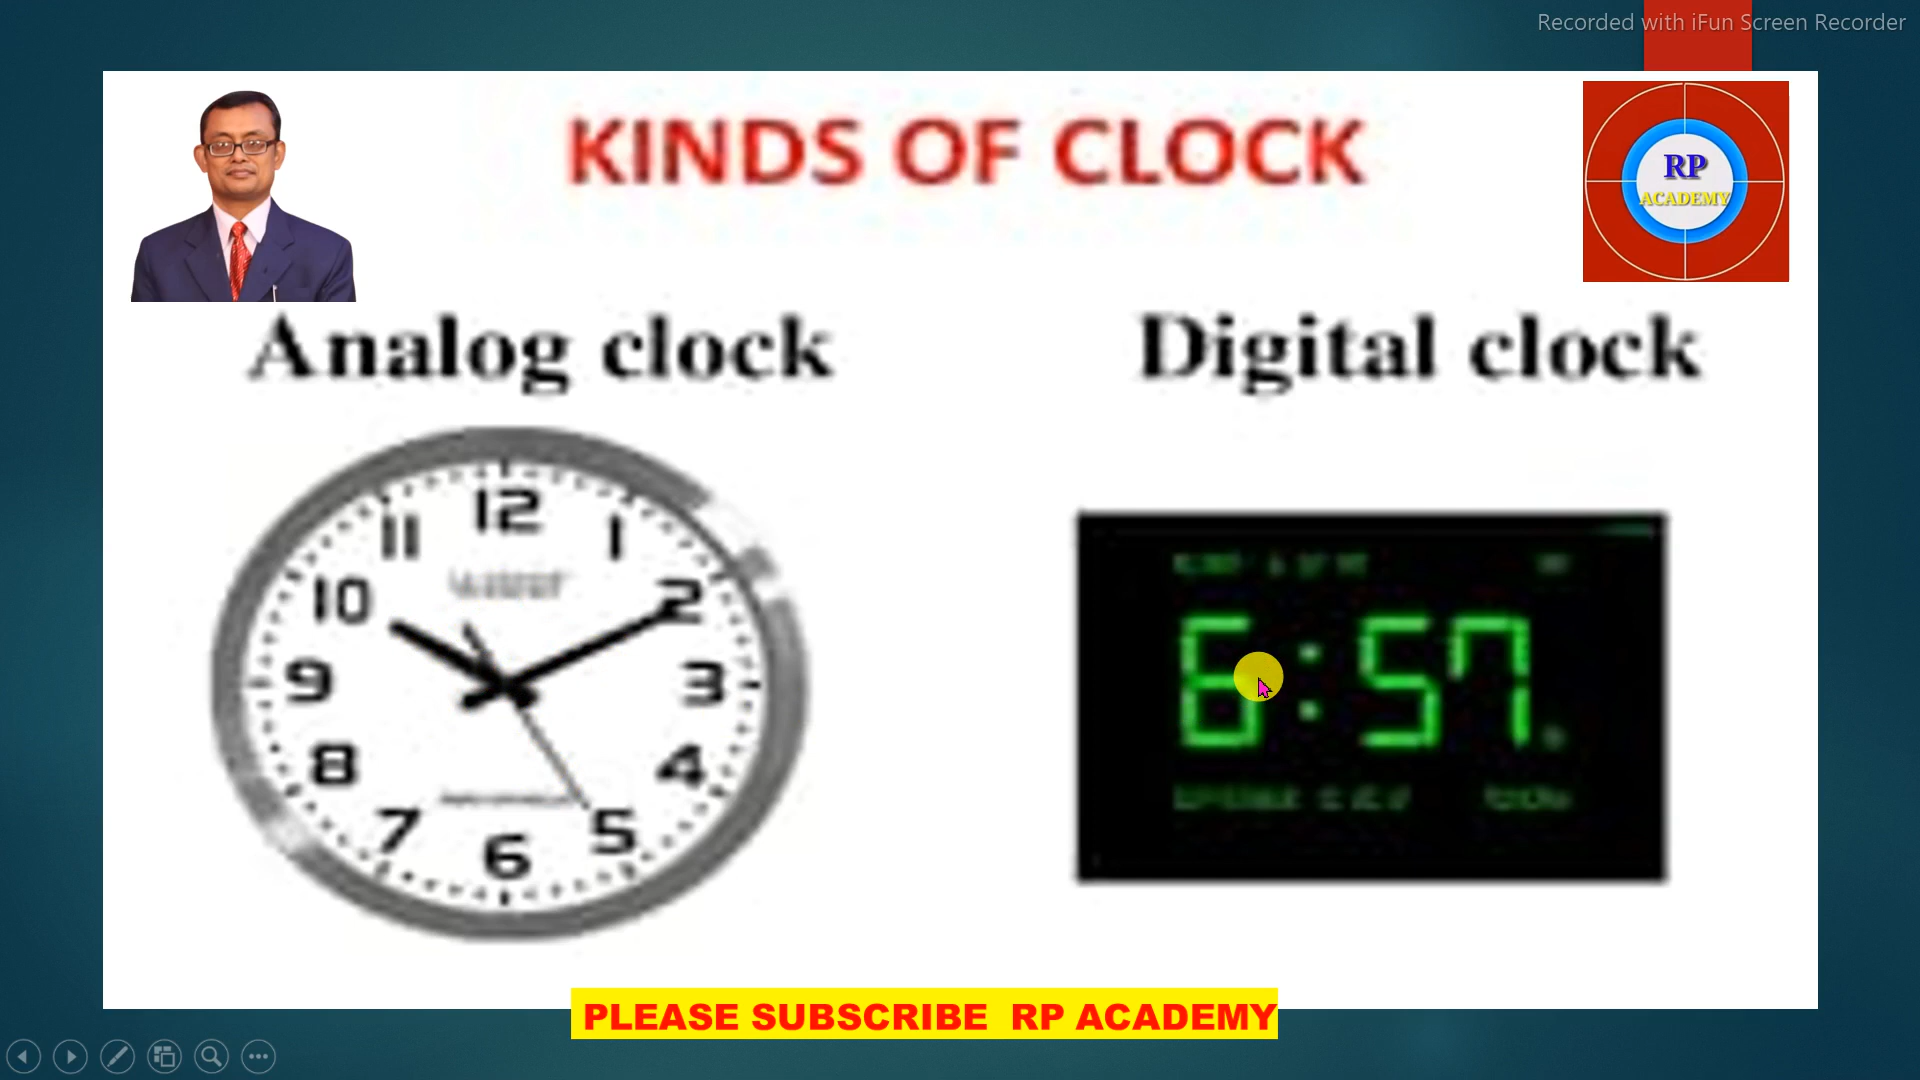 Recorded with iFun Screen Recorder
KINDS OF CLOCK
RP
ACADEMY
Analog clock
Digital clock
12
11
1
10
2
9
3
8
4
7
5
6
6:57
PLEASE SUBSCRIBE RP ACADEMY